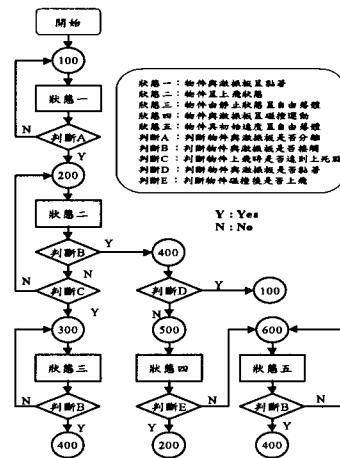 開始
100
狀態一
N
判斷A
Y
200
狀態二
判斷B
Y
N
400
N
判斷C
Y
判斷D
Y
100
N
300
500
600
狀態三
狀態四
狀態五
N
判斷B
Y
判斷E
N
Y
判斷B
N
Y
400
200
400
狀態一：物件與激振板呈黏著
狀態二：物件呈上飛狀態
狀態三：物件由靜止狀態呈自由落體
狀態四：物件與激振板呈碰撞運動
狀態五：物件具初始速度呈自由落體
判斷A：判斷物件與激振板是否分離
判斷B：判斷物件與激振板是否接觸
判斷C：判斷物件上飛時是否達到上死點
判斷D：判斷物件與激振板是否黏著
判斷E：判斷物件碰撞後是否上飛
Y：Yes
N：No